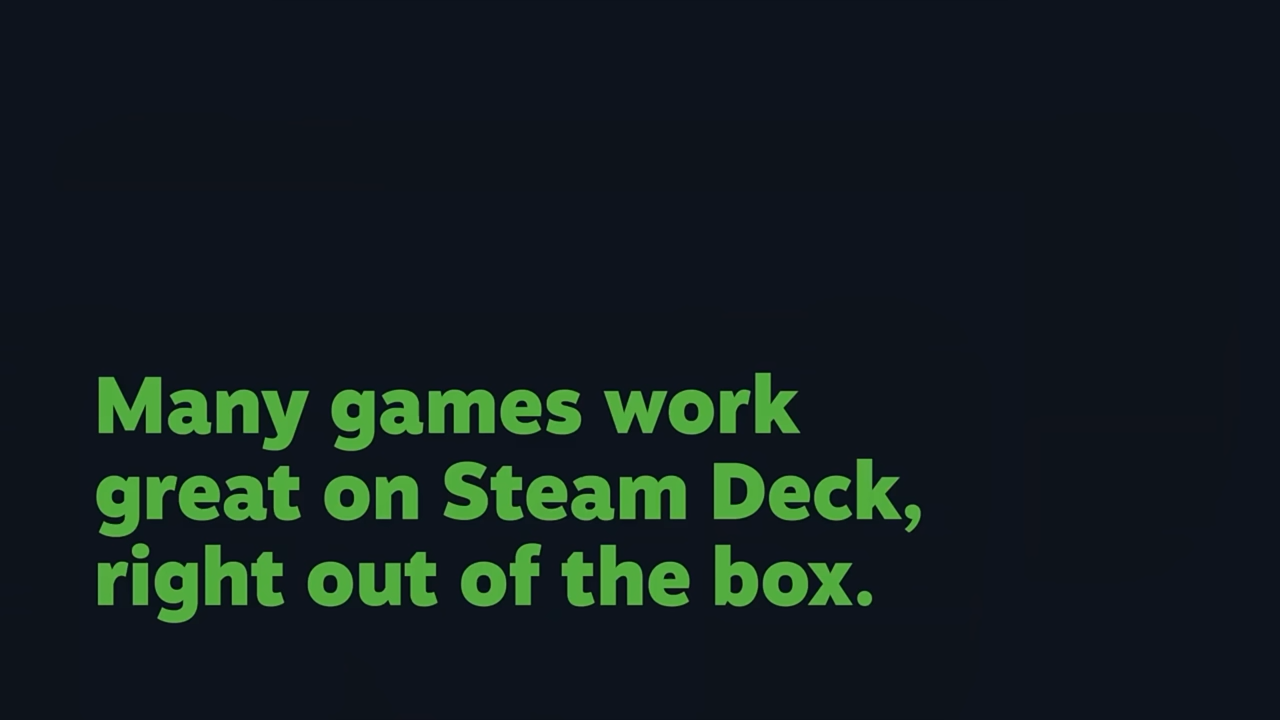 Many games work
great on Steam Deck,
right out of the box.